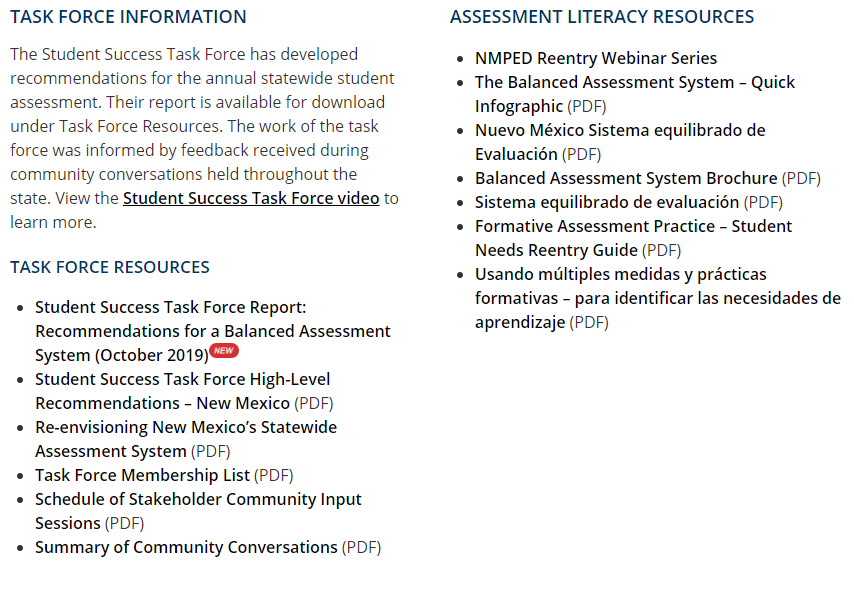 TASK FORCE INFORMATION
The Student Success Task Force has developed
recommendations for the annual statewide student
assessment. Their report is available for download
under Task Force Resources. The work of the task
force was informed by feedback received during
community conversations held throughout the
state. View the Student Success Task Force video to
learn more.
TASK FORCE RESOURCES
• Student Success Task Force Report:
Recommendations for a Balanced Assessment
System (October 2019) NEW
• Student Success Task Force High-Level
Recommendations – New Mexico (PDF)
• Re-envisioning New Mexico’s Statewide
Assessment System (PDF)
• Task Force Membership List (PDF)
• Schedule of Stakeholder Community Input
Sessions (PDF)
• Summary of Community Conversations (PDF)
ASSESSMENT LITERACY RESOURCES
• NMPED Reentry Webinar Series
• The Balanced Assessment System – Quick
Infographic (PDF)
• Nuevo México Sistema equilibrado de
Evaluación (PDF)
• Balanced Assessment System Brochure (PDF)
• Sistema equilibrado de evaluación (PDF)
• Formative Assessment Practice – Student
Needs Reentry Guide (PDF)
• Usando múltiples medidas y prácticas
formativas – para identificar las necesidades de
aprendizaje (PDF)